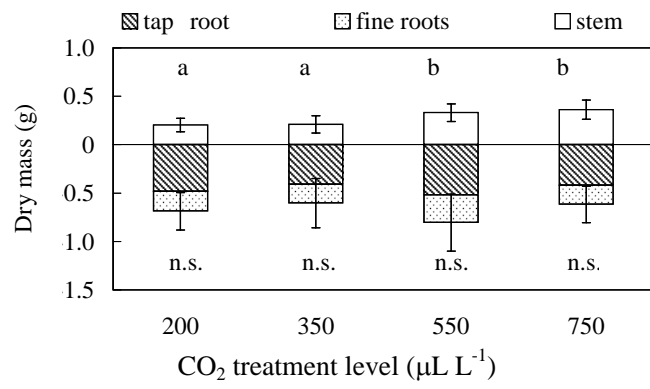 tap root fine roots stem
1.0
a a b b
0.5
0
0.5
1.0
n.s. n.s. n.s. n.s.
1.5
200 350 550 750
Dry mass (g)
CO₂ treatment level (µL L⁻¹)